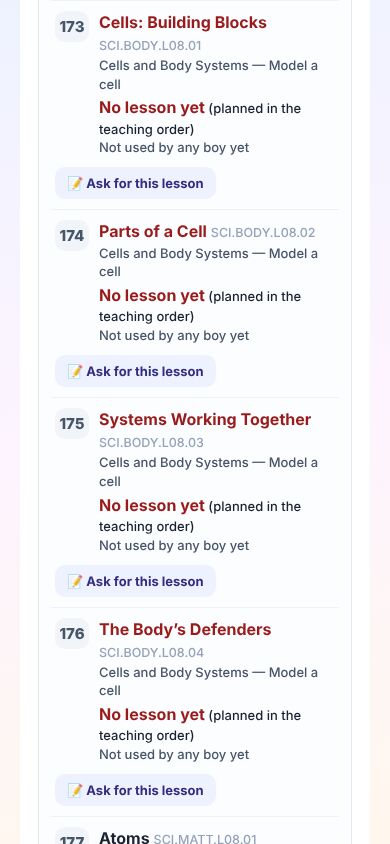 173
Cells: Building Blocks
SCI.BODY.L08.01
Cells and Body Systems — Model a
cell
No lesson yet (planned in the
teaching order)
Not used by any boy yet
📝 Ask for this lesson
174
Parts of a Cell SCI.BODY.L08.02
Cells and Body Systems — Model a
cell
No lesson yet (planned in the
teaching order)
Not used by any boy yet
📝 Ask for this lesson
175
Systems Working Together
SCI.BODY.L08.03
Cells and Body Systems — Model a
cell
No lesson yet (planned in the
teaching order)
Not used by any boy yet
📝 Ask for this lesson
176
The Body’s Defenders
SCI.BODY.L08.04
Cells and Body Systems — Model a
cell
No lesson yet (planned in the
teaching order)
Not used by any boy yet
📝 Ask for this lesson
177
Atoms SCI.MATT.L08.01